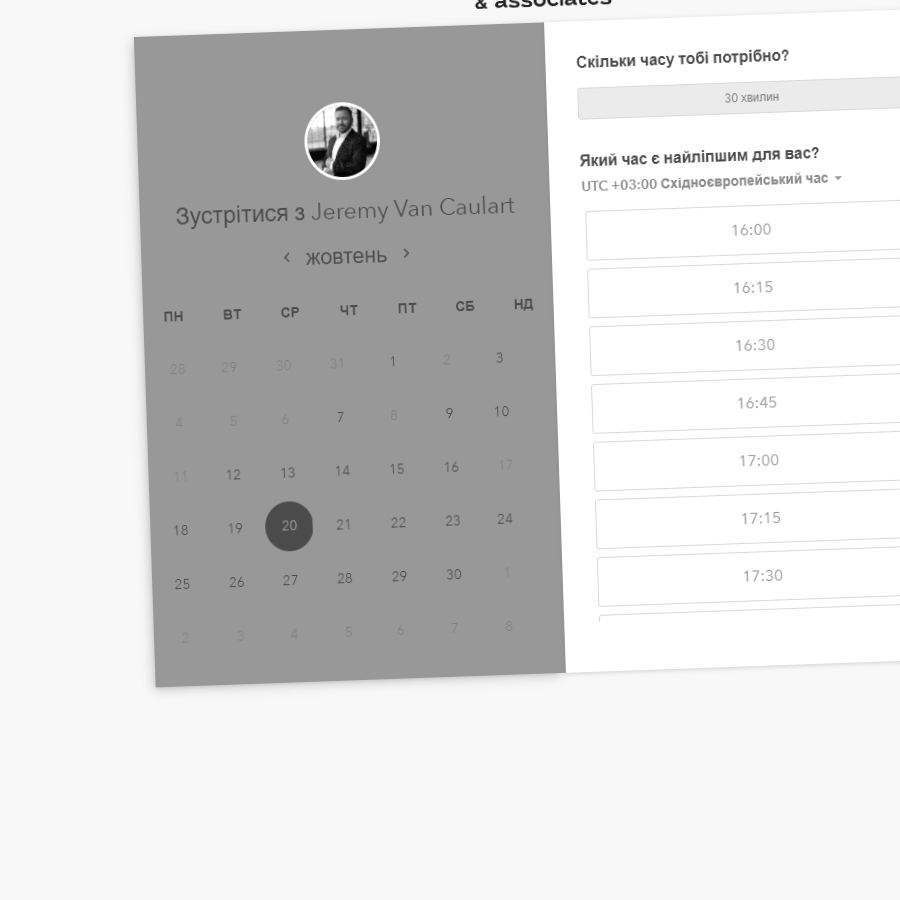 & associates
Зустрітися з Jeremy Van Caulart
‹ жовтень ›
ПН ВТ СР ЧТ ПТ СБ НД
28 29 30 31 1 2 3
4 5 6 7 8 9 10
11 12 13 14 15 16 17
18 19 20 21 22 23 24
25 26 27 28 29 30 1
2 3 4 5 6 7 8
Скільки часу тобі потрібно?
30 хвилин
Який час є найліпшим для вас?
UTC +03:00 Східноєвропейський час
16:00
16:15
16:30
16:45
17:00
17:15
17:30